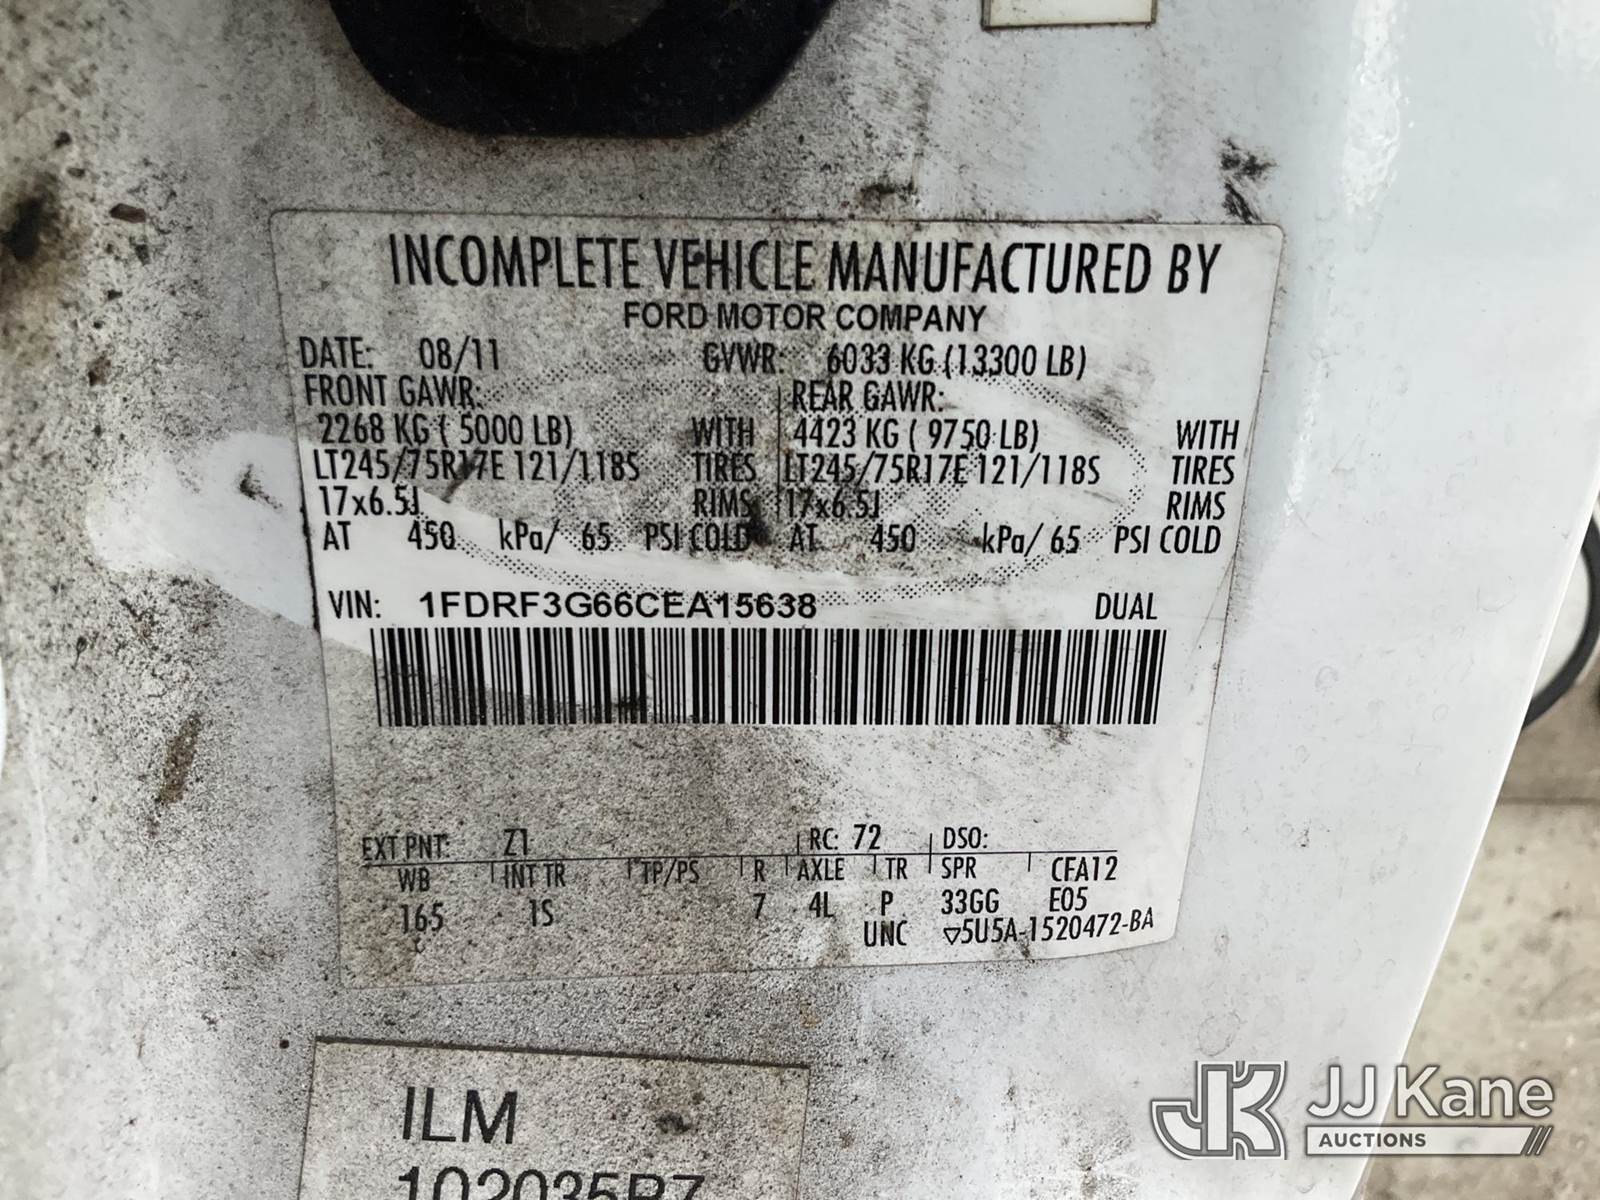 INCOMPLETE VEHICLE MANUFACTURED BY
FORD MOTOR COMPANY
DATE: 08/11 GVWR: 6033 KG (13300 LB)
FRONT GAWR: REAR GAWR:
2268 KG ( 5000 LB) WITH 4423 KG ( 9750 LB) WITH
LT245/75R17E 121/118S TIRES LT245/75R17E 121/118S TIRES
17x6.5J RIMS 17x6.5J RIMS
AT 450 kPa/ 65 PSI COLD AT 450 kPa/ 65 PSI COLD
VIN: 1FDRF3G66CEA15638 DUAL
EXT PNT: Z1 RC: 72 DSO:
WB INT TR TP/PS R AXLE TR SPR CFA12
165 1S 7 4L P 33GG E05
UNC ▽5U5A-1520472-BA
ILM
102035R7
JJ Kane
AUCTIONS